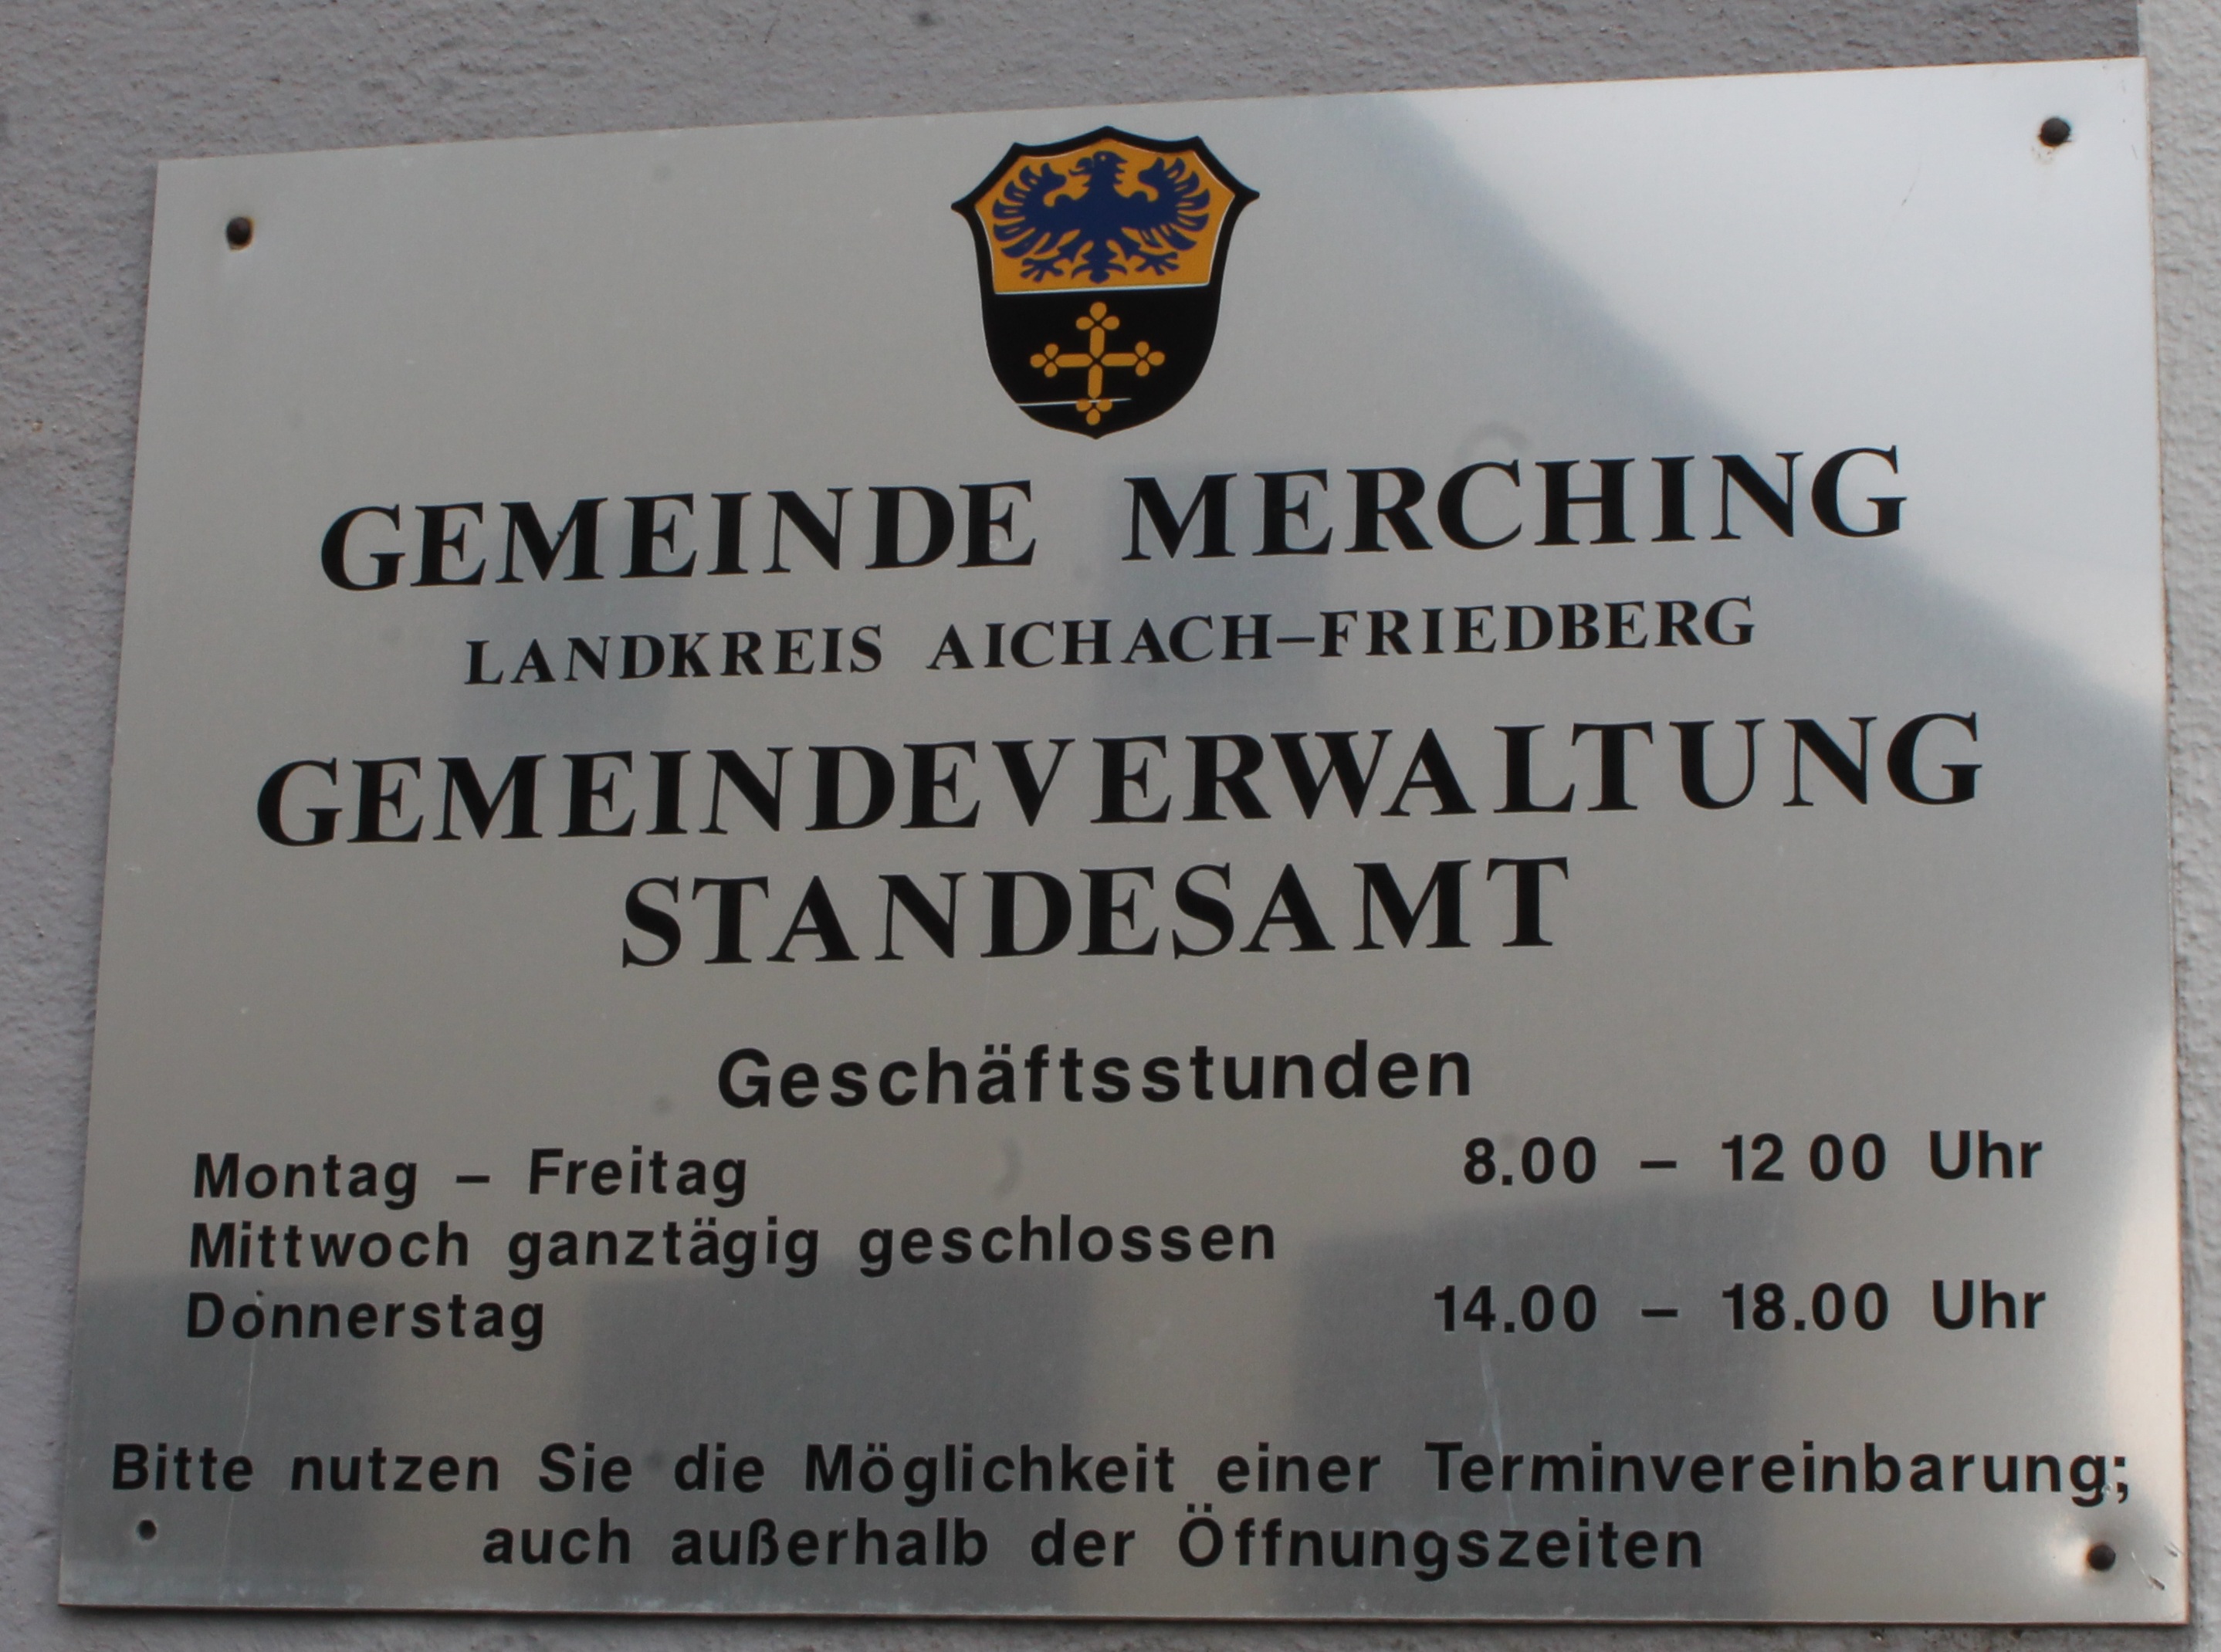 GEMEINDE MERCHING
LANDKREIS AICHACH–FRIEDBERG
GEMEINDEVERWALTUNG
STANDESAMT
Geschäftsstunden
Montag – Freitag 8.00 – 12 00 Uhr
Mittwoch ganztägig geschlossen
Donnerstag 14.00 – 18.00 Uhr
Bitte nutzen Sie die Möglichkeit einer Terminvereinbarung;
auch außerhalb der Öffnungszeiten